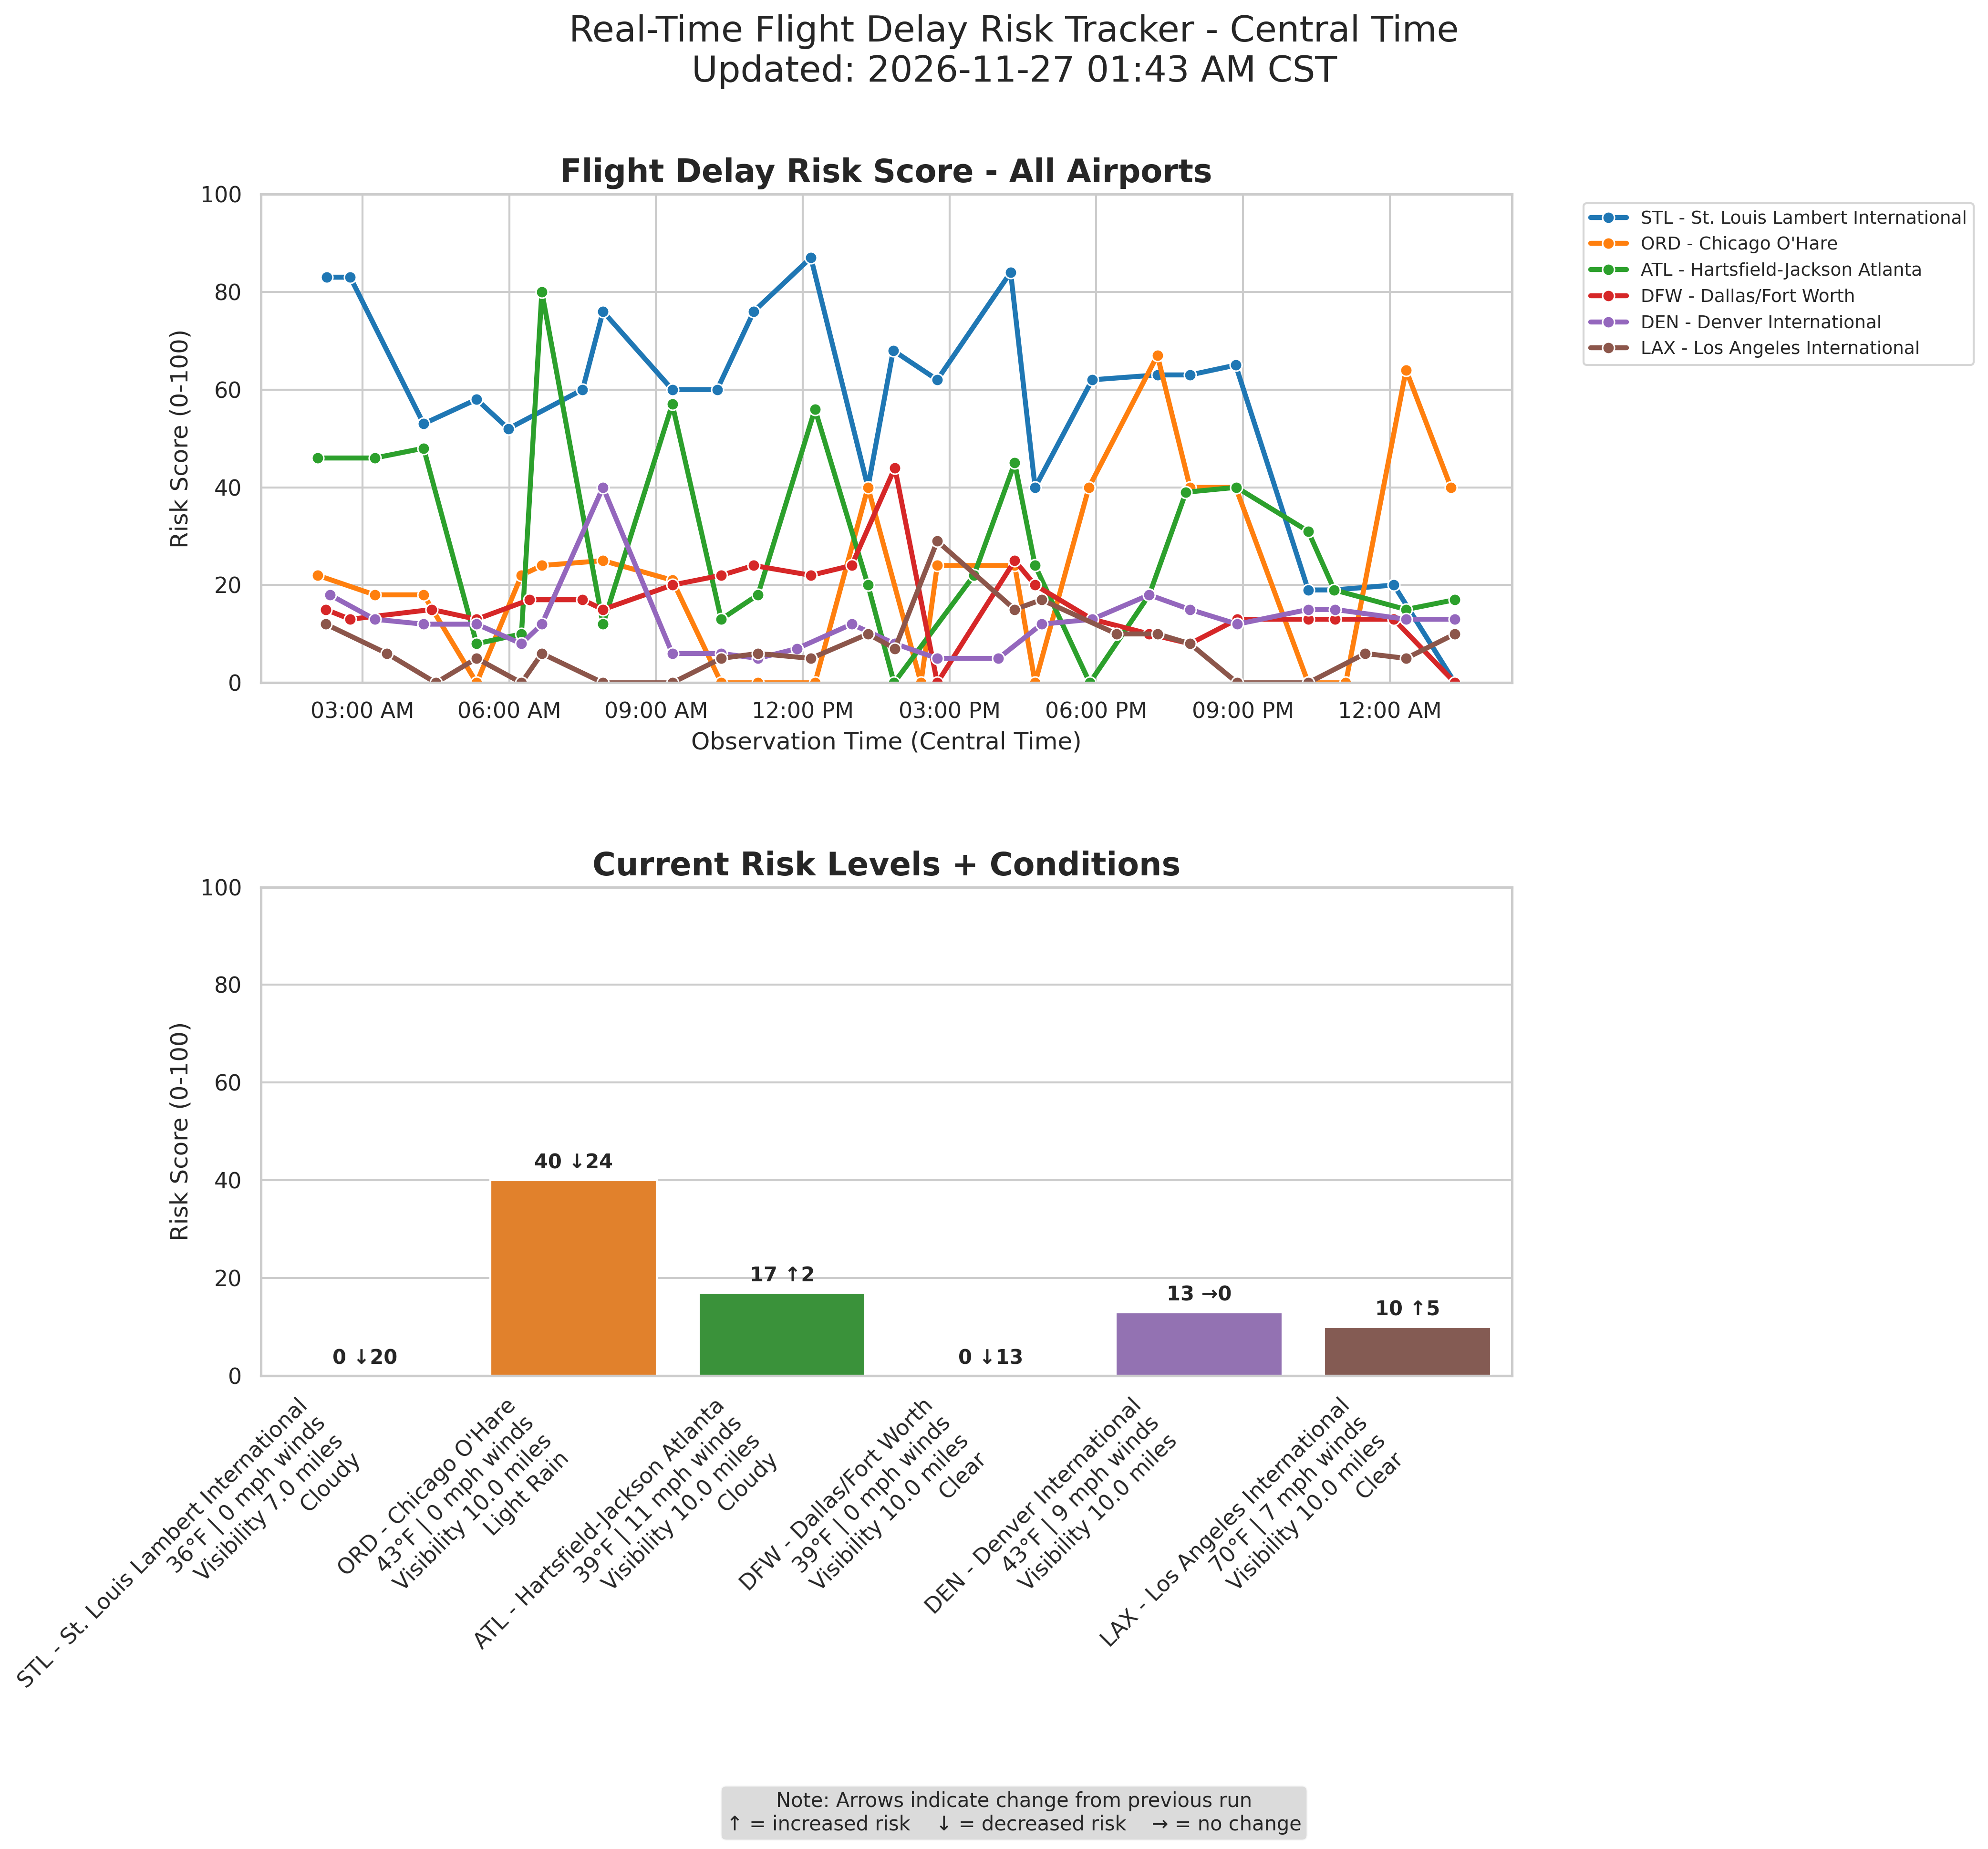 Real-Time Flight Delay Risk Tracker - Central Time
Updated: 2026-11-27 01:43 AM CST
Flight Delay Risk Score - All Airports
Risk Score (0-100)
100
80
60
40
20
0
03:00 AM
06:00 AM
09:00 AM
12:00 PM
03:00 PM
06:00 PM
09:00 PM
12:00 AM
Observation Time (Central Time)
STL - St. Louis Lambert International
ORD - Chicago O'Hare
ATL - Hartsfield-Jackson Atlanta
DFW - Dallas/Fort Worth
DEN - Denver International
LAX - Los Angeles International
Current Risk Levels + Conditions
Risk Score (0-100)
100
80
60
40
20
0
0 ↓20
40 ↓24
17 ↑2
0 ↓13
13 →0
10 ↑5
STL - St. Louis Lambert International
36°F | 0 mph winds
Visibility 7.0 miles
Cloudy
ORD - Chicago O'Hare
43°F | 0 mph winds
Visibility 10.0 miles
Light Rain
ATL - Hartsfield-Jackson Atlanta
39°F | 11 mph winds
Visibility 10.0 miles
Cloudy
DFW - Dallas/Fort Worth
39°F | 0 mph winds
Visibility 10.0 miles
Clear
DEN - Denver International
43°F | 9 mph winds
Visibility 10.0 miles
LAX - Los Angeles International
70°F | 7 mph winds
Visibility 10.0 miles
Clear
Note: Arrows indicate change from previous run
↑ = increased risk ↓ = decreased risk → = no change